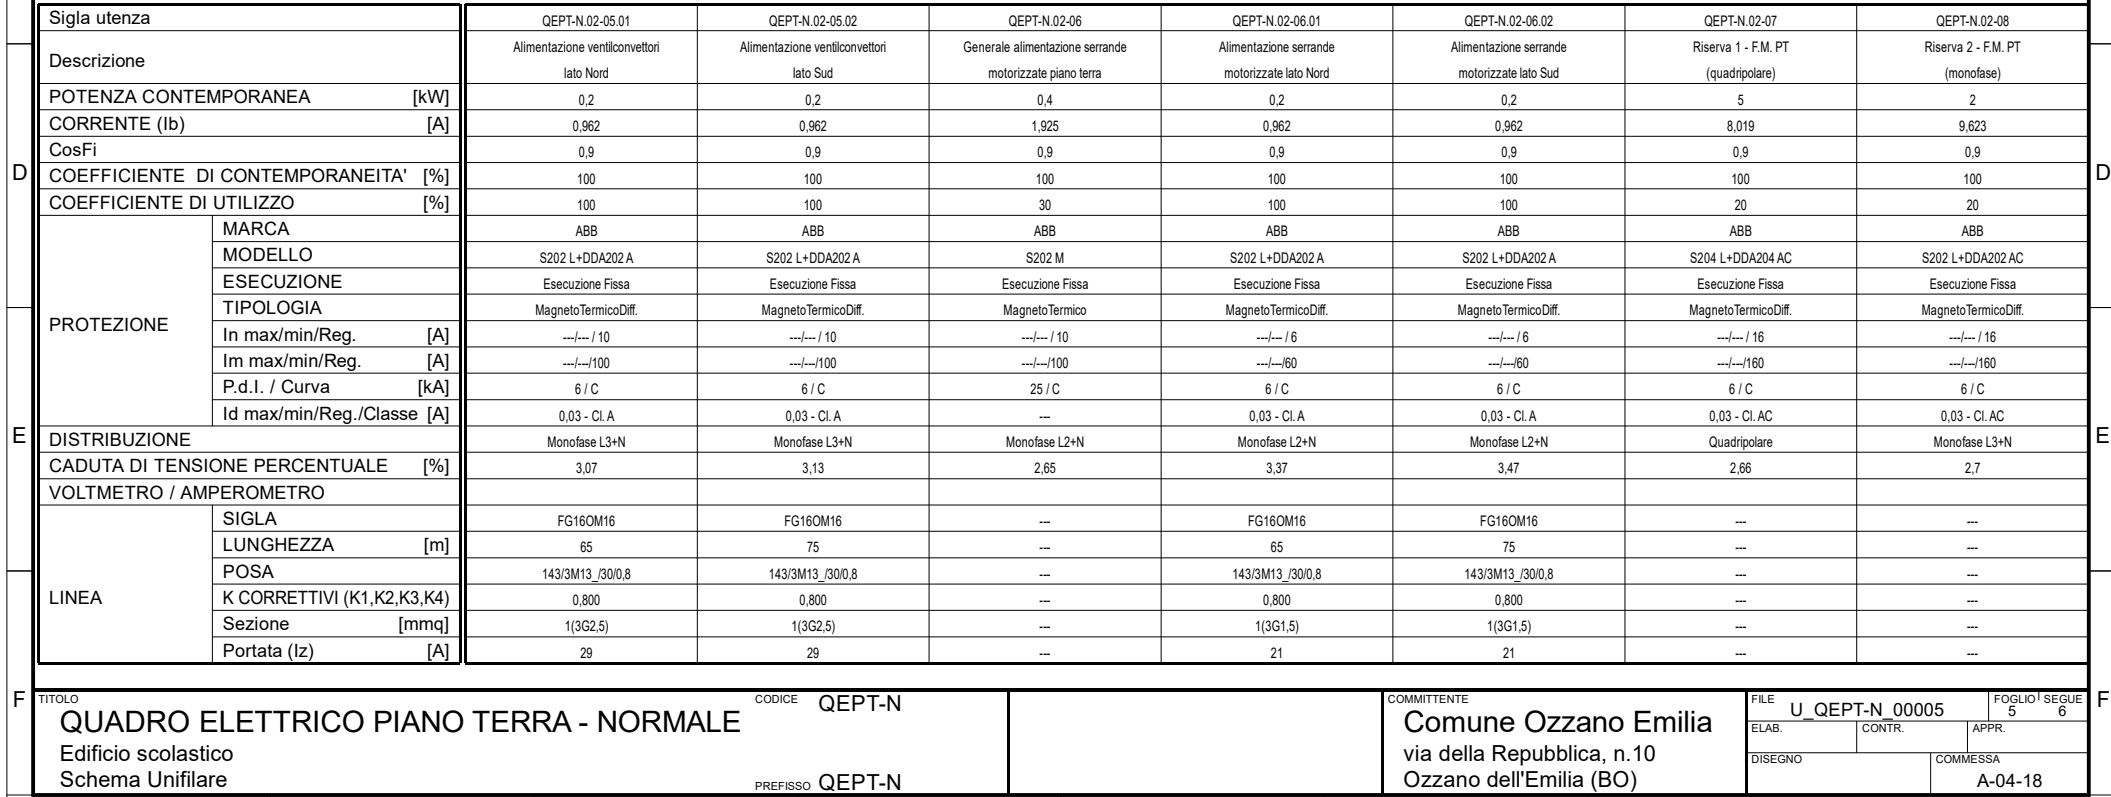 Sigla utenza QEPT-N.02-05.01 QEPT-N.02-05.02 QEPT-N.02-06 QEPT-N.02-06.01 QEPT-N.02-06.02 QEPT-N.02-07 QEPT-N.02-08
Descrizione Alimentazione ventilconvettori Alimentazione ventilconvettori Generale alimentazione serrande Alimentazione serrande Alimentazione serrande Riserva 1 - F.M. PT Riserva 2 - F.M. PT
lato Nord lato Sud motorizzate piano terra motorizzate lato Nord motorizzate lato Sud (quadripolare) (monofase)
POTENZA CONTEMPORANEA [kW] 0,2 0,2 0,4 0,2 0,2 5 2
CORRENTE (Ib) [A] 0,962 0,962 1,925 0,962 0,962 8,019 9,623
CosFi 0,9 0,9 0,9 0,9 0,9 0,9 0,9
D COEFFICIENTE DI CONTEMPORANEITA' [%] 100 100 100 100 100 100 100 D
COEFFICIENTE DI UTILIZZO [%] 100 100 30 100 100 20 20
MARCA ABB ABB ABB ABB ABB ABB ABB
MODELLO S202 L+DDA202 A S202 L+DDA202 A S202 M S202 L+DDA202 A S202 L+DDA202 A S204 L+DDA204 AC S202 L+DDA202 AC
ESECUZIONE Esecuzione Fissa Esecuzione Fissa Esecuzione Fissa Esecuzione Fissa Esecuzione Fissa Esecuzione Fissa Esecuzione Fissa
TIPOLOGIA MagnetoTermicoDiff. MagnetoTermicoDiff. MagnetoTermico MagnetoTermicoDiff. MagnetoTermicoDiff. MagnetoTermicoDiff. MagnetoTermicoDiff.
PROTEZIONE In max/min/Reg. [A] ---/--- / 10 ---/--- / 10 ---/--- / 10 ---/--- / 6 ---/--- / 6 ---/--- / 16 ---/--- / 16
Im max/min/Reg. [A] ---/---/100 ---/---/100 ---/---/100 ---/---/60 ---/---/60 ---/---/160 ---/---/160
P.d.I. / Curva [kA] 6 / C 6 / C 25 / C 6 / C 6 / C 6 / C 6 / C
Id max/min/Reg./Classe [A] 0,03 - Cl. A 0,03 - Cl. A --- 0,03 - Cl. A 0,03 - Cl. A 0,03 - Cl. AC 0,03 - Cl. AC
E DISTRIBUZIONE Monofase L3+N Monofase L3+N Monofase L2+N Monofase L2+N Monofase L2+N Quadripolare Monofase L3+N E
CADUTA DI TENSIONE PERCENTUALE [%] 3,07 3,13 2,65 3,37 3,47 2,66 2,7
VOLTMETRO / AMPEROMETRO
SIGLA FG16OM16 FG16OM16 --- FG16OM16 FG16OM16 --- ---
LUNGHEZZA [m] 65 75 --- 65 75 --- ---
POSA 143/3M13_/30/0,8 143/3M13_/30/0,8 --- 143/3M13_/30/0,8 143/3M13_/30/0,8 --- ---
LINEA K CORRETTIVI (K1,K2,K3,K4) 0,800 0,800 --- 0,800 0,800 --- ---
Sezione [mmq] 1(3G2,5) 1(3G2,5) --- 1(3G1,5) 1(3G1,5) --- ---
Portata (Iz) [A] 29 29 --- 21 21 --- ---
F TITOLO CODICE QEPT-N COMMITTENTE FILE U_QEPT-N_00005 FOGLIO 5 SEGUE 6 F
QUADRO ELETTRICO PIANO TERRA - NORMALE Comune Ozzano Emilia ELAB. CONTR. APPR.
Edificio scolastico via della Repubblica, n.10 DISEGNO COMMESSA
Schema Unifilare PREFISSO QEPT-N Ozzano dell'Emilia (BO) A-04-18